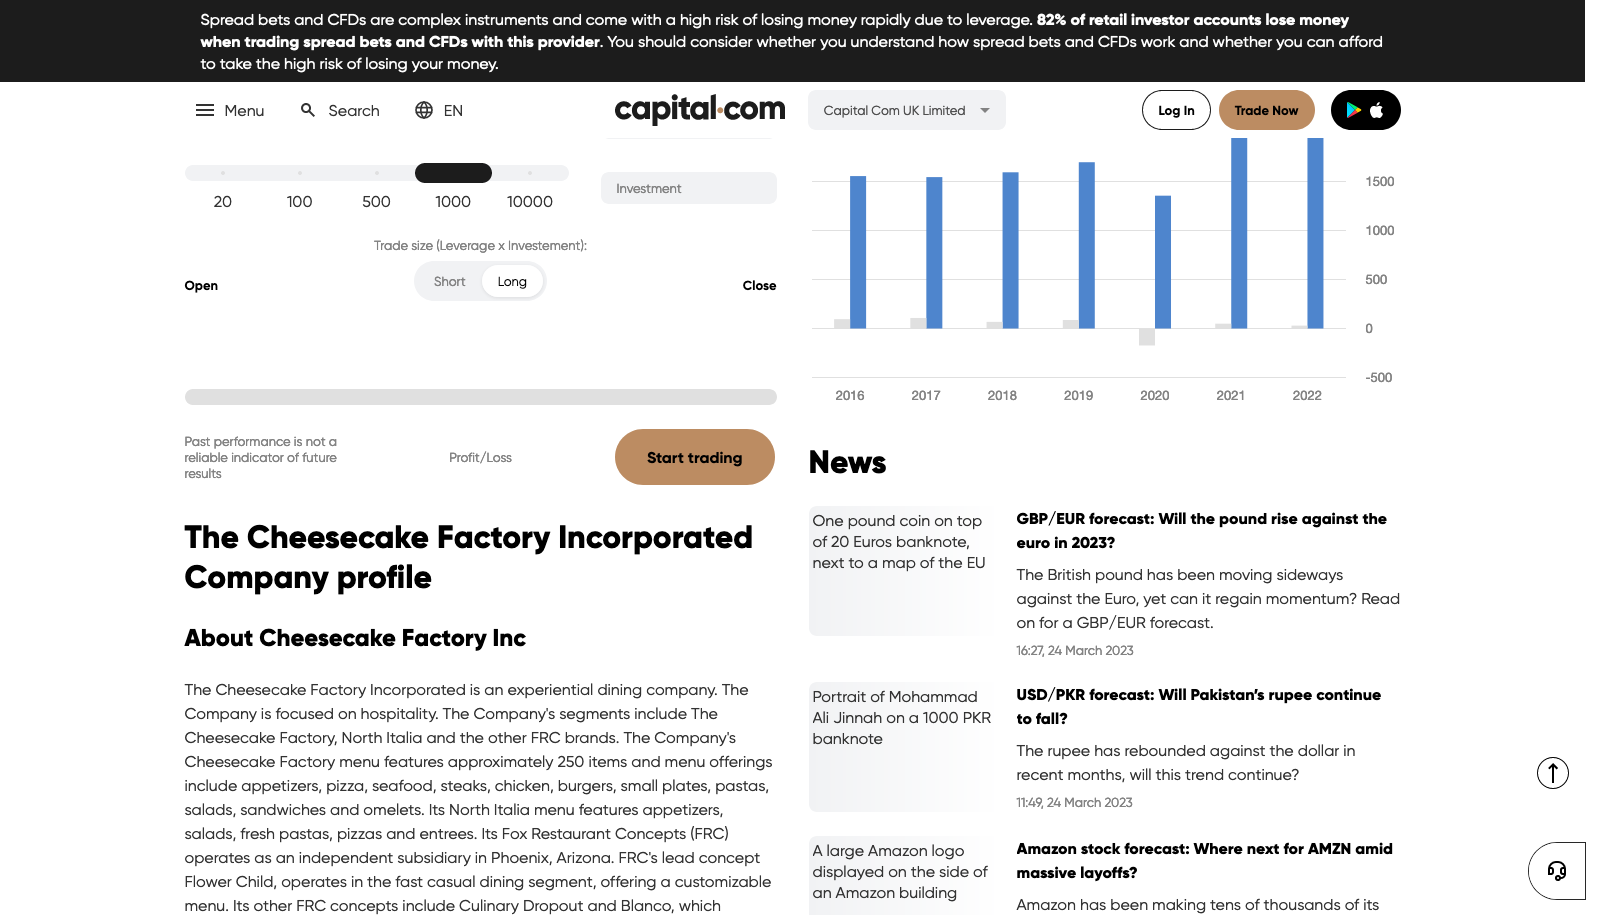 Spread bets and CFDs are complex instruments and come with a high risk of losing money rapidly due to leverage. 82% of retail investor accounts lose money
when trading spread bets and CFDs with this provider. You should consider whether you understand how spread bets and CFDs work and whether you can afford
to take the high risk of losing your money.
Menu
Search
EN
capital.com
Capital Com UK Limited
Log In
Trade Now
20
100
500
1000
10000
Investment
Trade size (Leverage x Investement):
Open
Short
Long
Close
Past performance is not a
reliable indicator of future
results
Profit/Loss
Start trading
The Cheesecake Factory Incorporated
Company profile
About Cheesecake Factory Inc
The Cheesecake Factory Incorporated is an experiential dining company. The
Company is focused on hospitality. The Company's segments include The
Cheesecake Factory, North Italia and the other FRC brands. The Company's
Cheesecake Factory menu features approximately 250 items and menu offerings
include appetizers, pizza, seafood, steaks, chicken, burgers, small plates, pastas,
salads, sandwiches and omelets. Its North Italia menu features appetizers,
salads, fresh pastas, pizzas and entrees. Its Fox Restaurant Concepts (FRC)
operates as an independent subsidiary in Phoenix, Arizona. FRC's lead concept
Flower Child, operates in the fast casual dining segment, offering a customizable
menu. Its other FRC concepts include Culinary Dropout and Blanco, which
1500
1000
500
0
-500
2016
2017
2018
2019
2020
2021
2022
News
One pound coin on top
of 20 Euros banknote,
next to a map of the EU
GBP/EUR forecast: Will the pound rise against the
euro in 2023?
The British pound has been moving sideways
against the Euro, yet can it regain momentum? Read
on for a GBP/EUR forecast.
16:27, 24 March 2023
Portrait of Mohammad
Ali Jinnah on a 1000 PKR
banknote
USD/PKR forecast: Will Pakistan’s rupee continue
to fall?
The rupee has rebounded against the dollar in
recent months, will this trend continue?
11:49, 24 March 2023
A large Amazon logo
displayed on the side of
an Amazon building
Amazon stock forecast: Where next for AMZN amid
massive layoffs?
Amazon has been making tens of thousands of its